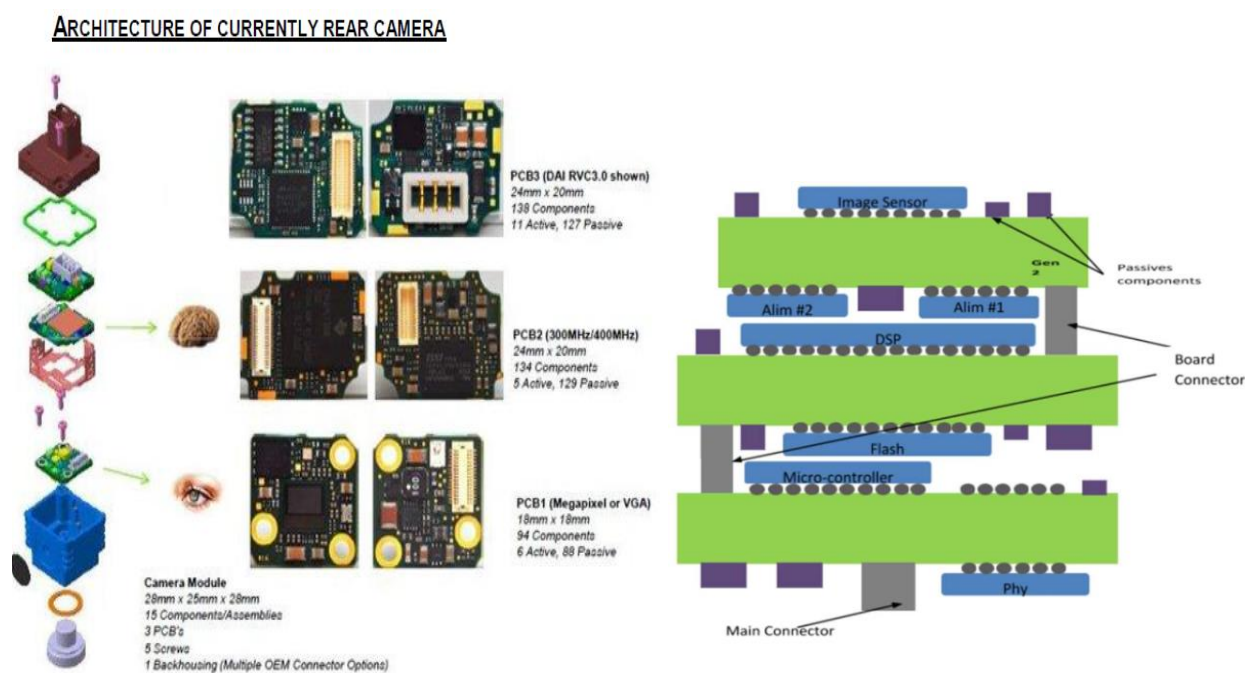 ARCHITECTURE OF CURRENTLY REAR CAMERA
PCB3 (DAI RVC3.0 shown)
24mm x 20mm
138 Components
11 Active, 127 Passive
PCB2 (300MHz/400MHz)
24mm x 20mm
134 Components
5 Active, 129 Passive
PCB1 (Megapixel or VGA)
18mm x 18mm
94 Components
6 Active, 88 Passive
Camera Module
28mm x 25mm x 28mm
15 Components/Assemblies
3 PCB's
5 Screws
1 Backhousing (Multiple OEM Connector Options)
Image Sensor
Gen
2
Passives
components
Alim #2
Alim #1
DSP
Board
Connector
Flash
Micro-controller
Phy
Main Connector